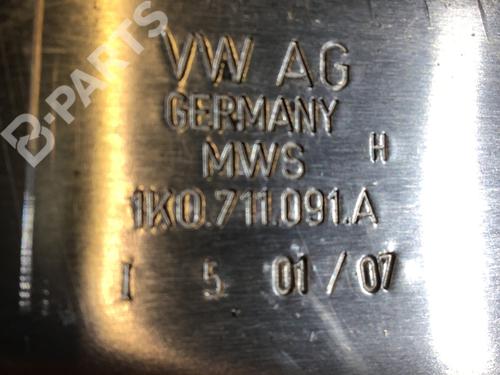 B-PARTS
VW AG
GERMANY
MWS H
1K0.711.091.A
I 5 01/07